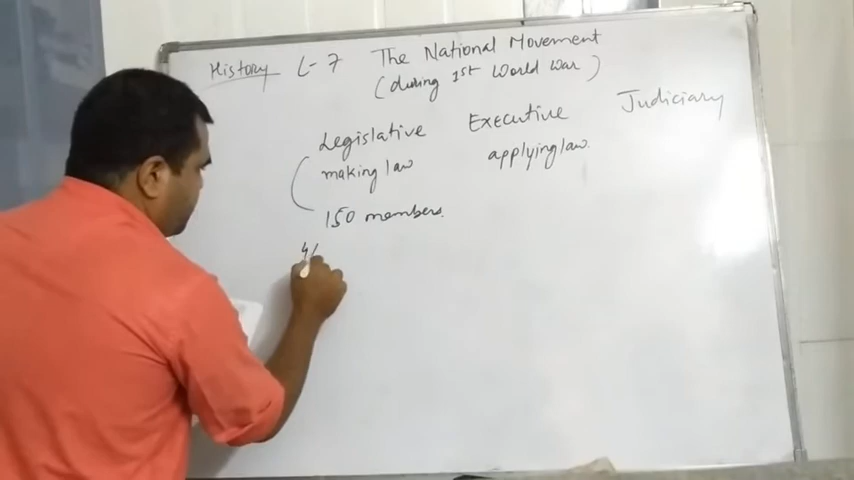 History L-7 The National Movement
(during 1st World War)
Legislative Executive Judiciary
making law applying law.
150 members.
4/